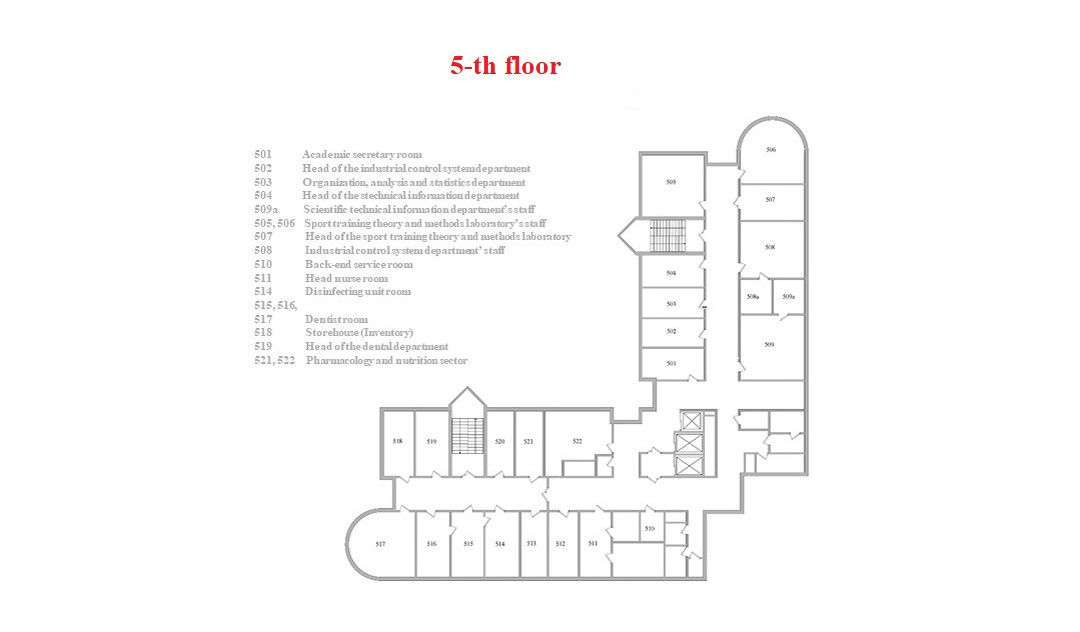 5-th floor
501 Academic secretary room
502 Head of the industrial control system department
503 Organization, analysis and statistics department
504 Head of the stechnical information department
509a Scientific technical information department's staff
505, 506 Sport training theory and methods laboratory's staff
507 Head of the sport training theory and methods laboratory
508 Industrial control system department' staff
510 Back-end service room
511 Head nurse room
514 Disinfecting unit room
515, 516,
517 Dentist room
518 Storehouse (Inventory)
519 Head of the dental department
521, 522 Pharmacology and nutrition sector
506
505
507
508
504
508a 509a
503
502
509
501
518 519 520 521 522
510
517 516 515 514 513 512 511